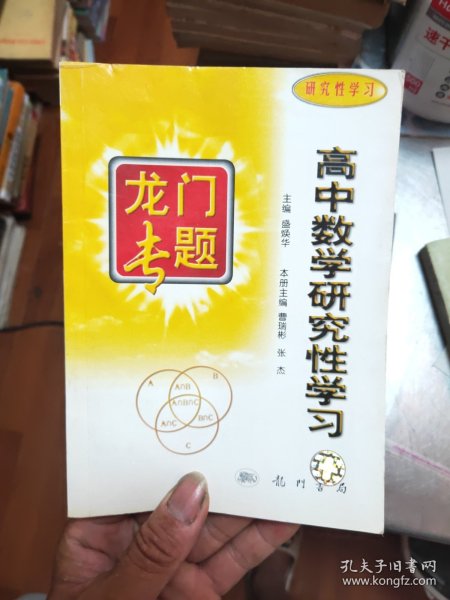 研究性学习
龙门
专题
高中数学研究性学习
主编 盛焕华
本册主编 曹瑞彬 张杰
A
B
A∩B
A∩B∩C
A∩C
B∩C
C
龍門書局
速干
孔夫子旧书网
www.kongfz.com